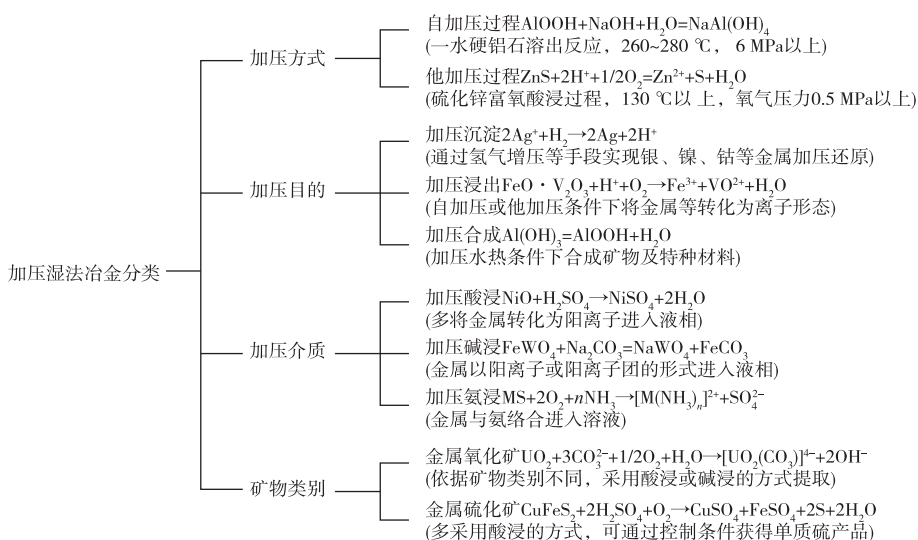 自加压过程AlOOH+NaOH+H₂O=NaAl(OH)₄
(一水硬铝石溶出反应，260~280 ℃，6 MPa以上)
加压方式
他加压过程ZnS+2H⁺+1/2O₂=Zn²⁺+S+H₂O
(硫化锌富氧酸浸过程，130 ℃以 上，氧气压力0.5 MPa以上)
加压沉淀2Ag⁺+H₂→2Ag+2H⁺
(通过氢气增压等手段实现银、镍、钴等金属加压还原)
加压目的
加压浸出FeO·V₂O₃+H⁺+O₂→Fe³⁺+VO²⁺+H₂O
(自加压或他加压条件下将金属等转化为离子形态)
加压合成Al(OH)₃=AlOOH+H₂O
(加压水热条件下合成矿物及特种材料)
加压湿法冶金分类
加压酸浸NiO+H₂SO₄→NiSO₄+2H₂O
(多将金属转化为阳离子进入液相)
加压介质
加压碱浸FeWO₄+Na₂CO₃=NaWO₄+FeCO₃
(金属以阳离子或阳离子团的形式进入液相)
加压氨浸MS+2O₂+nNH₃→[M(NH₃)ₙ]²⁺+SO₄²⁻
(金属与氨络合进入溶液)
金属氧化矿UO₂+3CO₃²⁻+1/2O₂+H₂O→[UO₂(CO₃)]⁴⁻+2OH⁻
(依据矿物类别不同，采用酸浸或碱浸的方式提取)
矿物类别
金属硫化矿CuFeS₂+2H₂SO₄+O₂→CuSO₄+FeSO₄+2S+2H₂O
(多采用酸浸的方式，可通过控制条件获得单质硫产品)